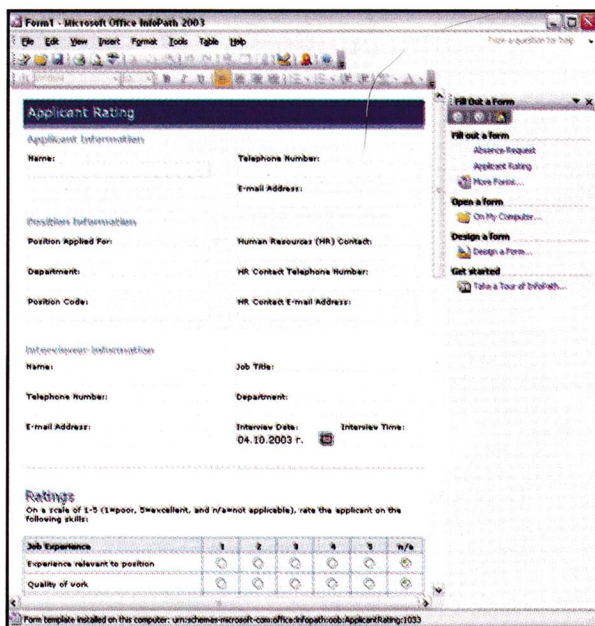 Form1 - Microsoft Office InfoPath 2003
File Edit View Insert Format Tools Table Help
Type a question for help
Applicant Rating
Applicant Information
Name: Telephone Number:
E-mail Address:
Position Information
Position Applied For: Human Resources (HR) Contact:
Department: HR Contact Telephone Number:
Position Code: HR Contact E-mail Address:
Interviewer Information
Name: Job Title:
Telephone Number: Department:
E-mail Address: Interview Date: Interview Time:
04.10.2003 г.
Ratings
On a scale of 1-5 (1=poor, 5=excellent, and n/a=not applicable), rate the applicant on the
following skills:
Job Experience 1 2 3 4 5 n/a
Experience relevant to position
Quality of work
Fill Out a Form
Fill out a form
Absence Request
Applicant Rating
More Forms...
Open a form
On My Computer...
Design a form
Design a Form...
Get started
Take a Tour of InfoPath...
Form template installed on this computer: urn:schemas-microsoft-com:office:infopath:oob:ApplicantRating:1033